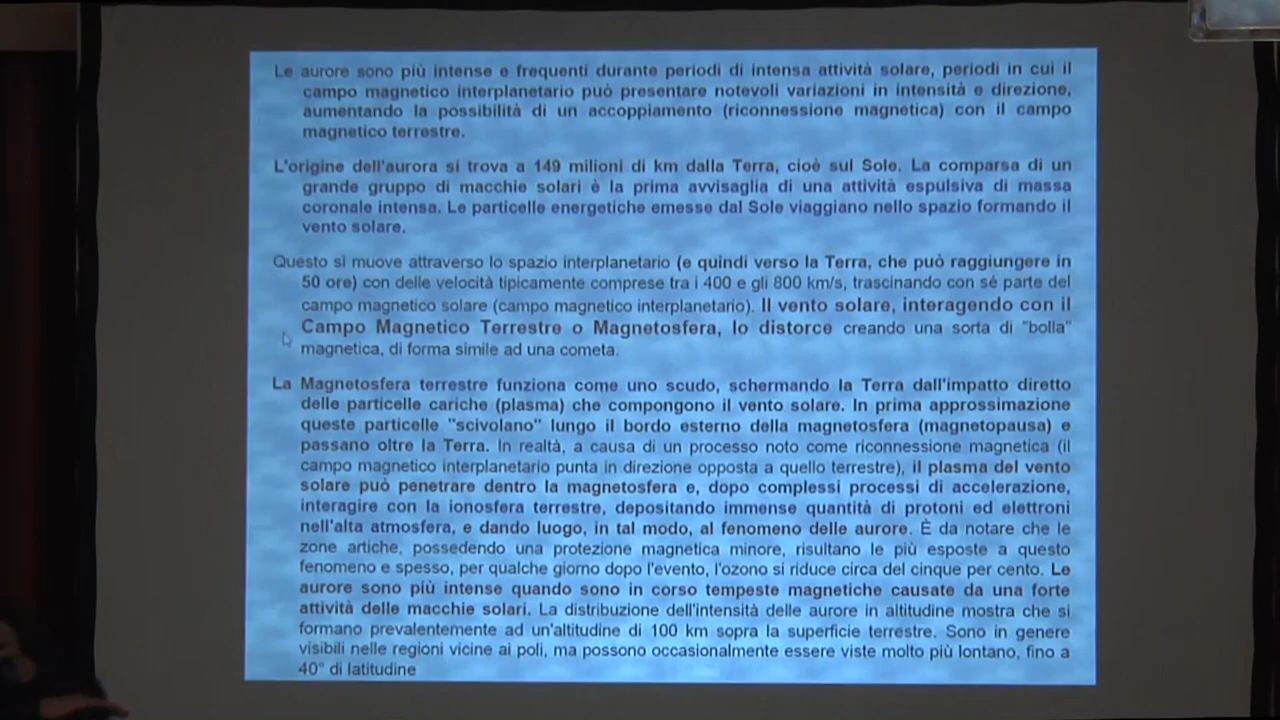 Le aurore sono più intense e frequenti durante periodi di intensa attività solare, periodi in cui il
campo magnetico interplanetario può presentare notevoli variazioni in intensità e direzione,
aumentando la possibilità di un accoppiamento (riconnessione magnetica) con il campo
magnetico terrestre.
L'origine dell'aurora si trova a 149 milioni di km dalla Terra, cioè sul Sole. La comparsa di un
grande gruppo di macchie solari è la prima avvisaglia di una attività espulsiva di massa
coronale intensa. Le particelle energetiche emesse dal Sole viaggiano nello spazio formando il
vento solare.
Questo si muove attraverso lo spazio interplanetario (e quindi verso la Terra, che può raggiungere in
50 ore) con delle velocità tipicamente comprese tra i 400 e gli 800 km/s, trascinando con sé parte del
campo magnetico solare (campo magnetico interplanetario). Il vento solare, interagendo con il
Campo Magnetico Terrestre o Magnetosfera, lo distorce creando una sorta di "bolla"
magnetica, di forma simile ad una cometa.
La Magnetosfera terrestre funziona come uno scudo, schermando la Terra dall'impatto diretto
delle particelle cariche (plasma) che compongono il vento solare. In prima approssimazione
queste particelle "scivolano" lungo il bordo esterno della magnetosfera (magnetopausa) e
passano oltre la Terra. In realtà, a causa di un processo noto come riconnessione magnetica (il
campo magnetico interplanetario punta in direzione opposta a quello terrestre), il plasma del vento
solare può penetrare dentro la magnetosfera e, dopo complessi processi di accelerazione,
interagire con la ionosfera terrestre, depositando immense quantità di protoni ed elettroni
nell'alta atmosfera, e dando luogo, in tal modo, al fenomeno delle aurore. È da notare che le
zone artiche, possedendo una protezione magnetica minore, risultano le più esposte a questo
fenomeno e spesso, per qualche giorno dopo l'evento, l'ozono si riduce circa del cinque per cento. Le
aurore sono più intense quando sono in corso tempeste magnetiche causate da una forte
attività delle macchie solari. La distribuzione dell'intensità delle aurore in altitudine mostra che si
formano prevalentemente ad un'altitudine di 100 km sopra la superficie terrestre. Sono in genere
visibili nelle regioni vicine ai poli, ma possono occasionalmente essere viste molto più lontano, fino a
40° di latitudine